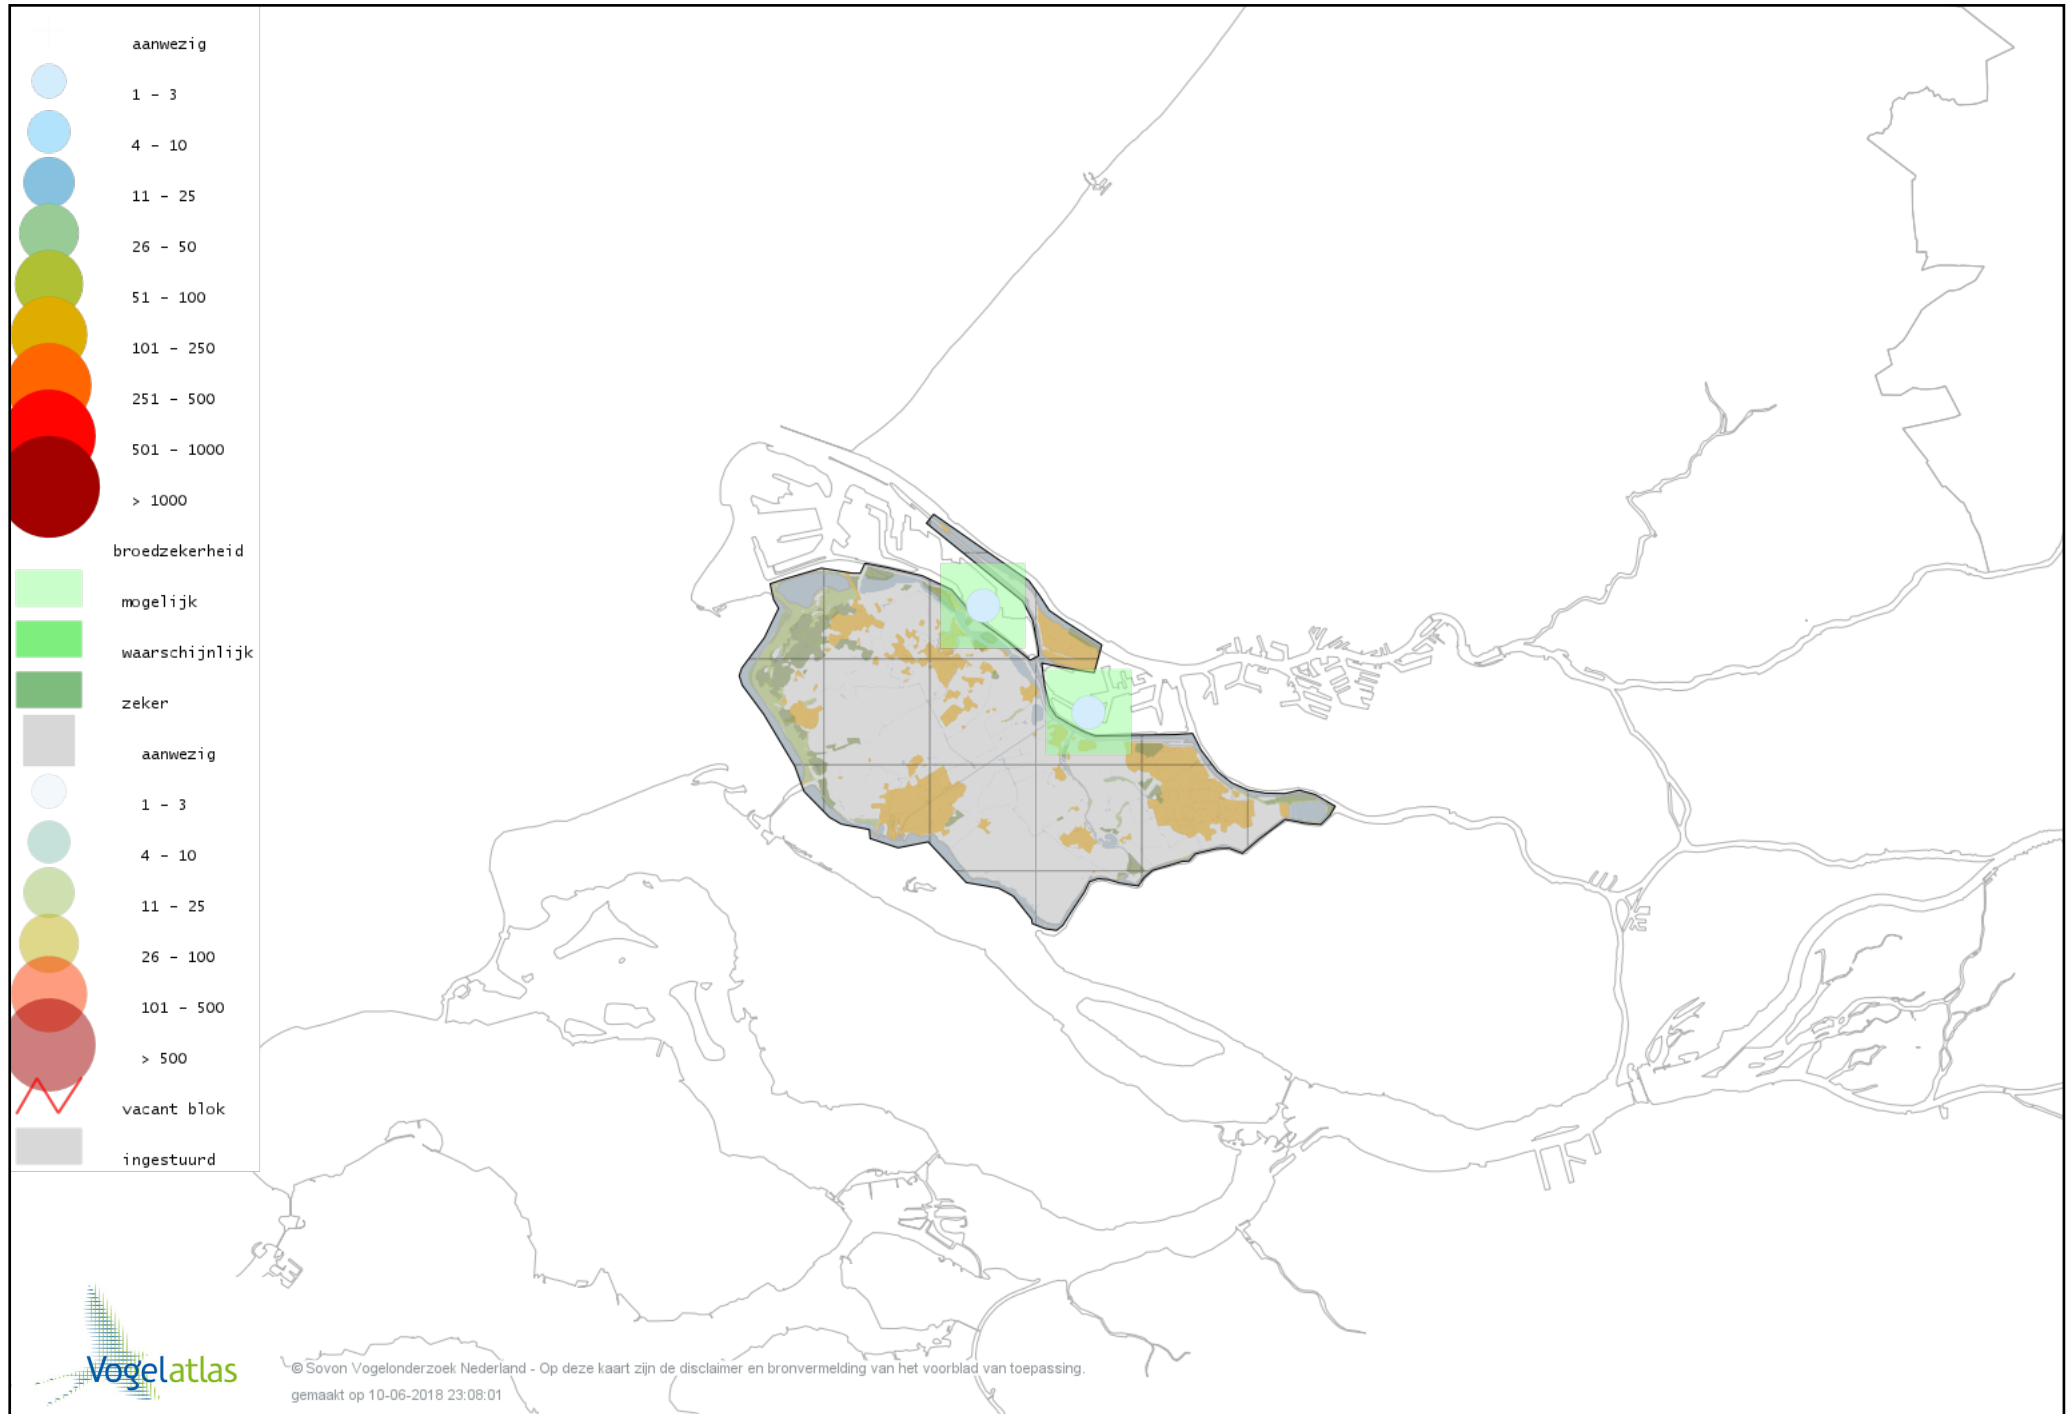 aanwezig
1 - 3
4 - 10
11 - 25
26 - 50
51 - 100
101 - 250
251 - 500
501 - 1000
> 1000
broedzekerheid
mogelijk
waarschijnlijk
zeker
aanwezig
1 - 3
4 - 10
11 - 25
26 - 100
101 - 500
> 500
vacant blok
ingestuurd
Vogelatlas
© Sovon Vogelonderzoek Nederland - Op deze kaart zijn de disclaimer en bronvermelding van het voorblad van toepassing.
gemaakt op 10-06-2018 23:08:01